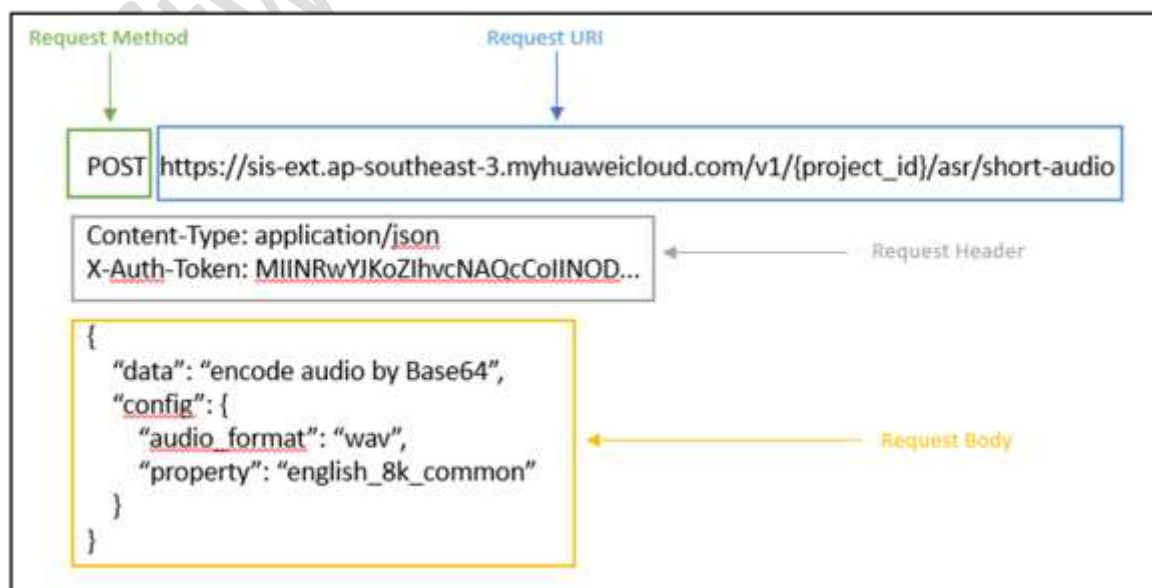 Request Method
Request URI
POST https://sis-ext.ap-southeast-3.myhuaweicloud.com/v1/{project_id}/asr/short-audio
Content-Type: application/json
X-Auth-Token: MIINRwYJKoZIhvcNAQcCoIINOD...
Request Header
{
“data”: “encode audio by Base64”,
“config”: {
“audio_format”: “wav”,
“property”: “english_8k_common”
}
}
Request Body